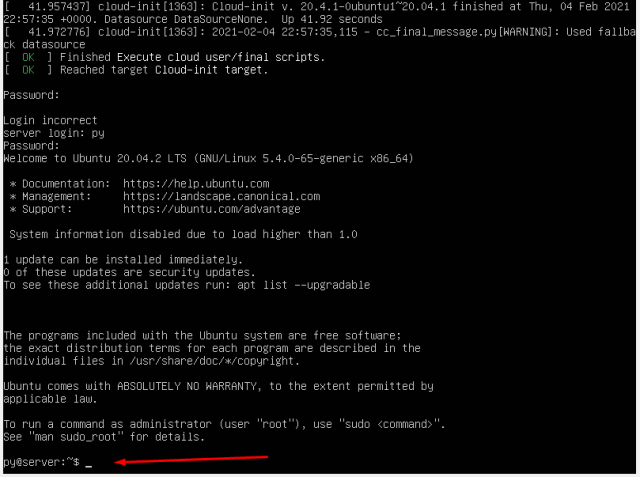 [   41.957437] cloud-init[1363]: Cloud-init v. 20.4.1-0ubuntu1~20.04.1 finished at Thu, 04 Feb 2021
22:57:35 +0000. Datasource DataSourceNone.  Up 41.92 seconds
[   41.972776] cloud-init[1363]: 2021-02-04 22:57:35,115 - cc_final_message.py[WARNING]: Used fallba
ck datasource
[  OK  ] Finished Execute cloud user/final scripts.
[  OK  ] Reached target Cloud-init target.
Password:
Login incorrect
server login: py
Password:
Welcome to Ubuntu 20.04.2 LTS (GNU/Linux 5.4.0-65-generic x86_64)
 * Documentation:  https://help.ubuntu.com
 * Management:     https://landscape.canonical.com
 * Support:        https://ubuntu.com/advantage
 System information disabled due to load higher than 1.0
1 update can be installed immediately.
0 of these updates are security updates.
To see these additional updates run: apt list --upgradable
The programs included with the Ubuntu system are free software;
the exact distribution terms for each program are described in the
individual files in /usr/share/doc/*/copyright.
Ubuntu comes with ABSOLUTELY NO WARRANTY, to the extent permitted by
applicable law.
To run a command as administrator (user "root"), use "sudo <command>".
See "man sudo_root" for details.
py@server:~$ _